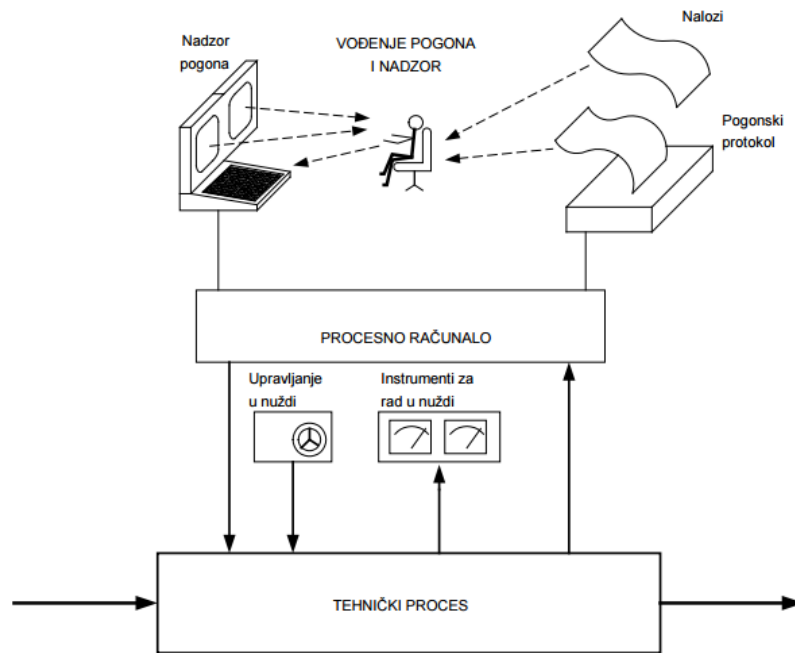 Nadzor
pogona
VOĐENJE POGONA
I NADZOR
Nalozi
Pogonski
protokol
PROCESNO RAČUNALO
Upravljanje
u nuždi
Instrumenti za
rad u nuždi
TEHNIČKI PROCES